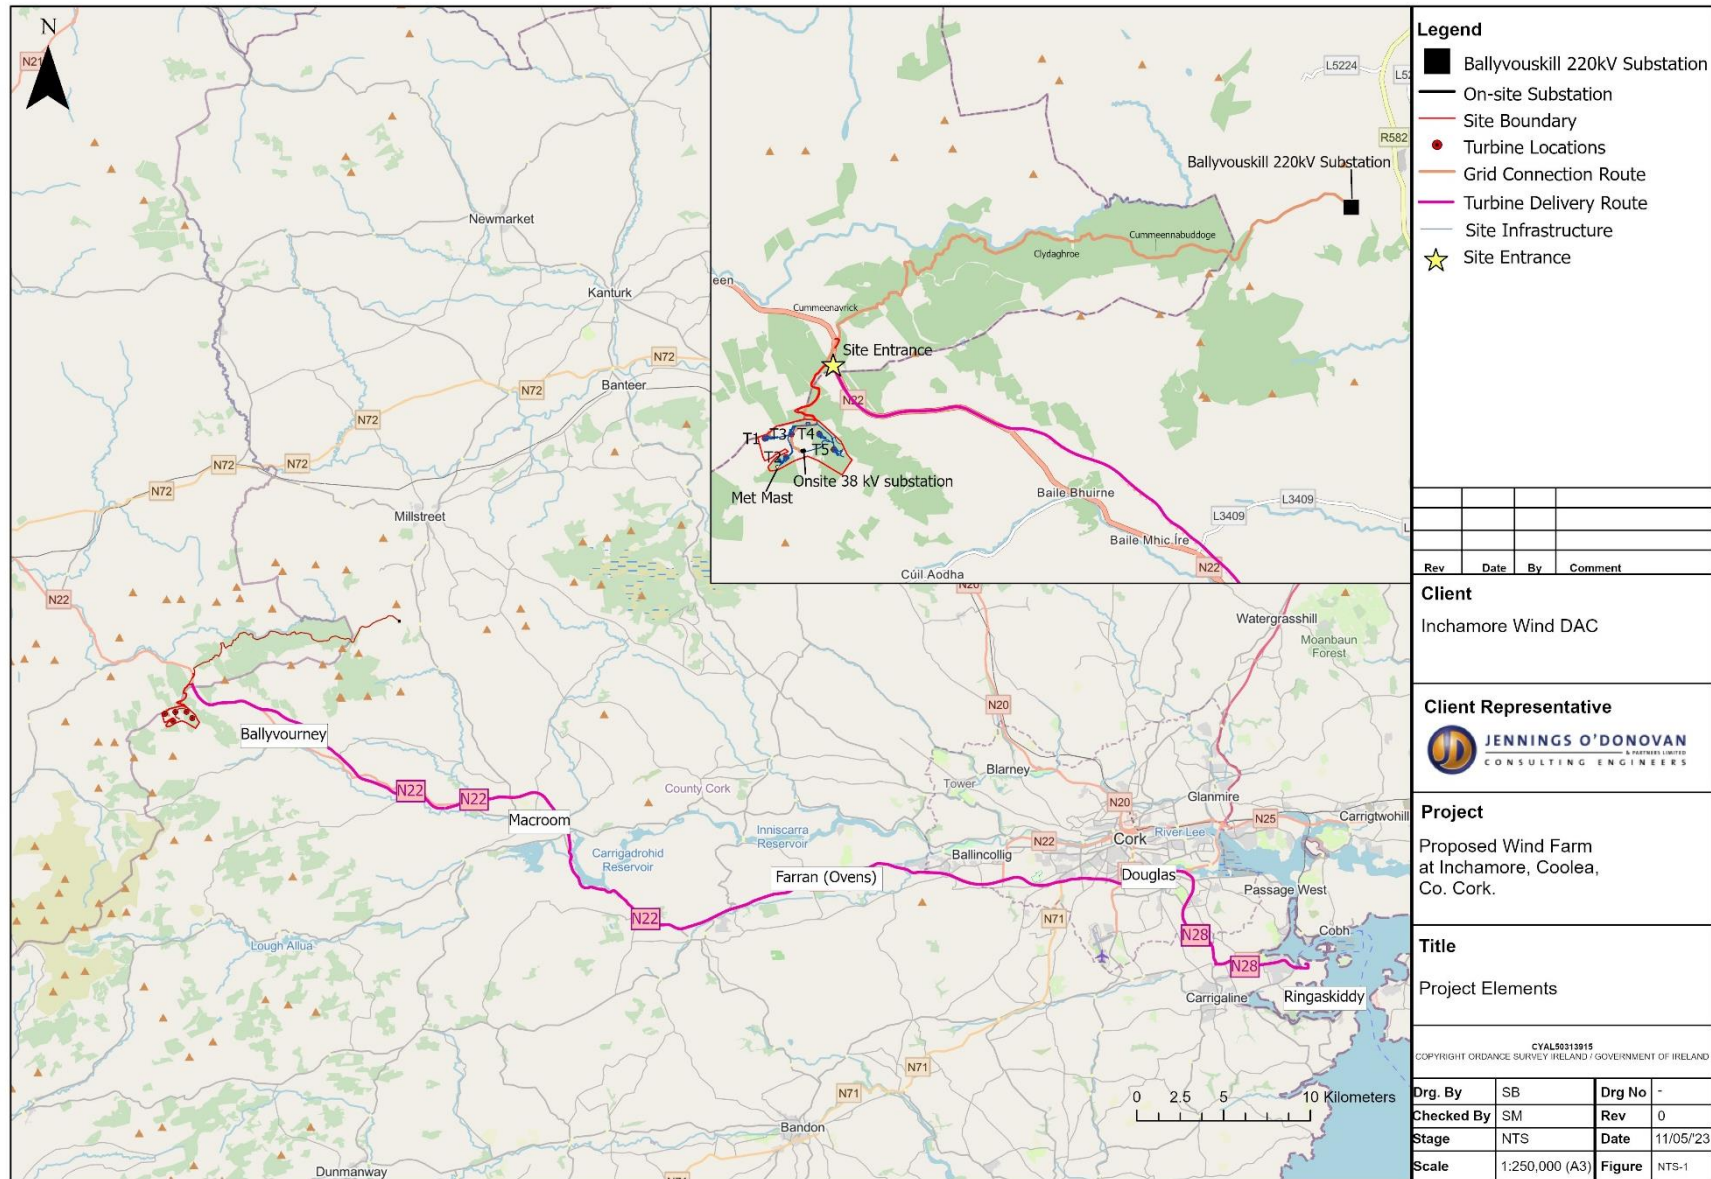 N
N21
Newmarket
Kanturk
N72
Banteer
N72
N72
N72
N72
N72
Millstreet
N22
Ballyvourney
N22
N22
Macroom
County Cork
Carrigadrohid
Reservoir
Inniscarra
Reservoir
N22
Farran (Ovens)
Lough Allua
N20
N20
Watergrasshill
Moanbaun
Forest
Blarney
Tower
N20
Glanmire
N25
Carrigtwohill
N22
Cork
River Lee
Ballincollig
Douglas
Passage West
N71
N28
Cobh
N28
Carrigaline
Ringaskiddy
N71
N71
Bandon
N71
Dunmanway
0 2.5 5 10 Kilometers
L5224
R582
Ballyvouskill 220kV Substation
Cummeennabuddoge
Clydaghroe
een
Cummeenavrick
Site Entrance
N22
T1
T3
T4
T2
T5
Onsite 38 kV substation
Met Mast
Baile Bhuirne
L3409
L3409
Baile Mhic Íre
N22
Cúil Aodha
Legend
Ballyvouskill 220kV Substation
On-site Substation
Site Boundary
Turbine Locations
Grid Connection Route
Turbine Delivery Route
Site Infrastructure
Site Entrance
Rev Date By Comment
Client
Inchamore Wind DAC
Client Representative
JENNINGS O'DONOVAN
& PARTNERS LIMITED
CONSULTING ENGINEERS
Project
Proposed Wind Farm
at Inchamore, Coolea,
Co. Cork.
Title
Project Elements
CYAL50313915
COPYRIGHT ORDANCE SURVEY IRELAND / GOVERNMENT OF IRELAND
Drg. By SB Drg No -
Checked By SM Rev 0
Stage NTS Date 11/05/'23
Scale 1:250,000 (A3) Figure NTS-1